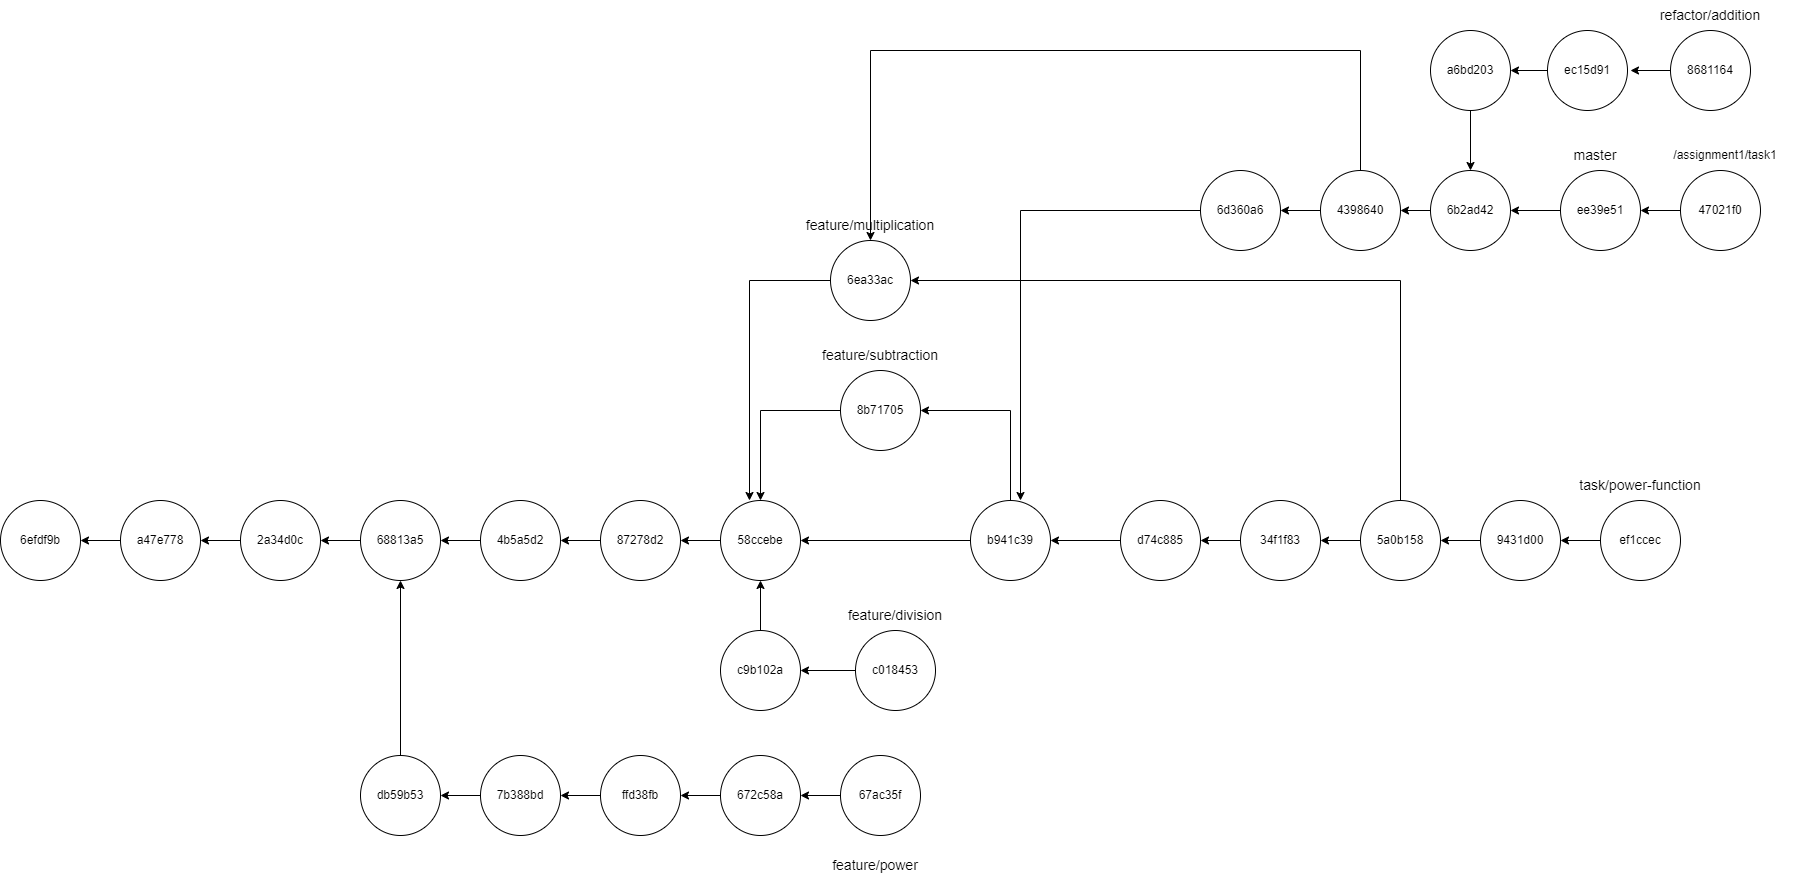 refactor/addition
a6bd203
ec15d91
8681164
master
/assignment1/task1
6d360a6
4398640
6b2ad42
ee39e51
47021f0
feature/multiplication
6ea33ac
feature/subtraction
8b71705
task/power-function
6efdf9b
a47e778
2a34d0c
68813a5
4b5a5d2
87278d2
58ccebe
b941c39
d74c885
34f1f83
5a0b158
9431d00
ef1ccec
feature/division
c9b102a
c018453
db59b53
7b388bd
ffd38fb
672c58a
67ac35f
feature/power